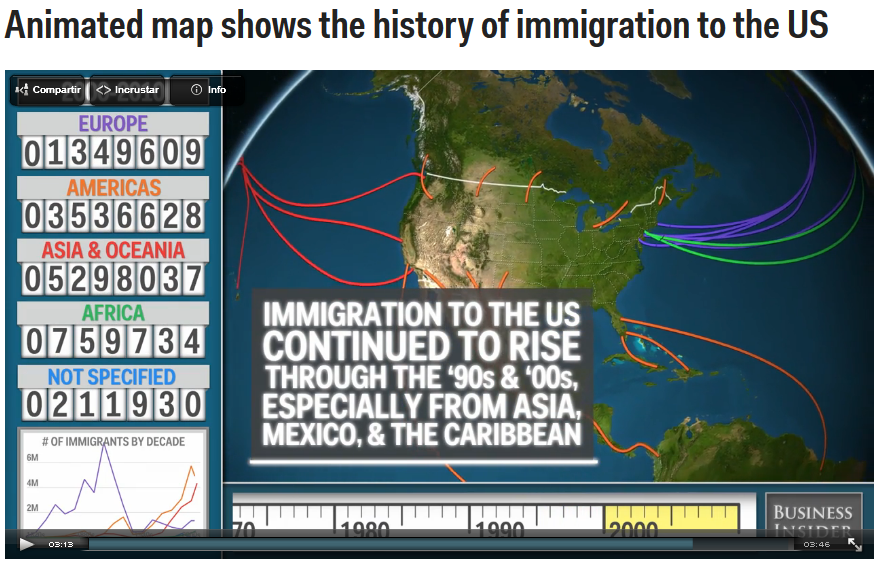 Animated map shows the history of immigration to the US
Compartir <> Incrustar Info
EUROPE
01349609
AMERICAS
03536628
ASIA & OCEANIA
05298037
AFRICA
0759734
NOT SPECIFIED
0211930
# OF IMMIGRANTS BY DECADE
6M
4M
2M
IMMIGRATION TO THE US
CONTINUED TO RISE
THROUGH THE ‘90s & ‘00s,
ESPECIALLY FROM ASIA,
MEXICO, & THE CARIBBEAN
70 1980 1990 2000
BUSINESS
INSIDER
03:13 03:46